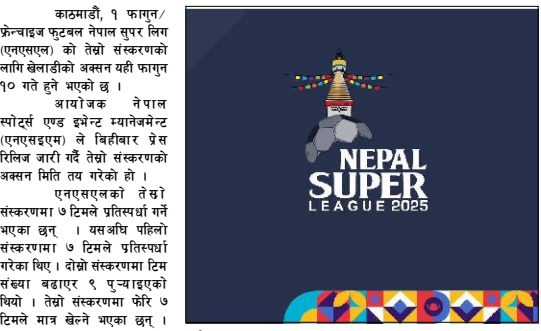 काठमाडौं, १ फागुन/
फ्रेन्चाइज फुटबल नेपाल सुपर लिग
(एनएसएल) को तेस्रो संस्करणको
लागि खेलाडीको अक्सन यही फागुन
१० गते हुने भएको छ ।
आयोजक नेपाल
स्पोर्ट्स एण्ड इभेन्ट म्यानेजमेन्ट
(एनएसइएम) ले बिहीबार प्रेस
रिलिज जारी गर्दै तेस्रो संस्करणको
अक्सन मिति तय गरेको हो ।
एनएसएलको तेस्रो
संस्करणमा ७ टिमले प्रतिस्पर्धा गर्ने
भएका छन् । यसअघि पहिलो
संस्करणमा ७ टिमले प्रतिस्पर्धा
गरेका थिए । दोस्रो संस्करणमा टिम
संख्या बढाएर ९ पुऱ्याइएको
थियो । तेस्रो संस्करणमा फेरि ७
टिमले मात्र खेल्ने भएका छन् ।
NEPAL
SUPER
LEAGUE 2025